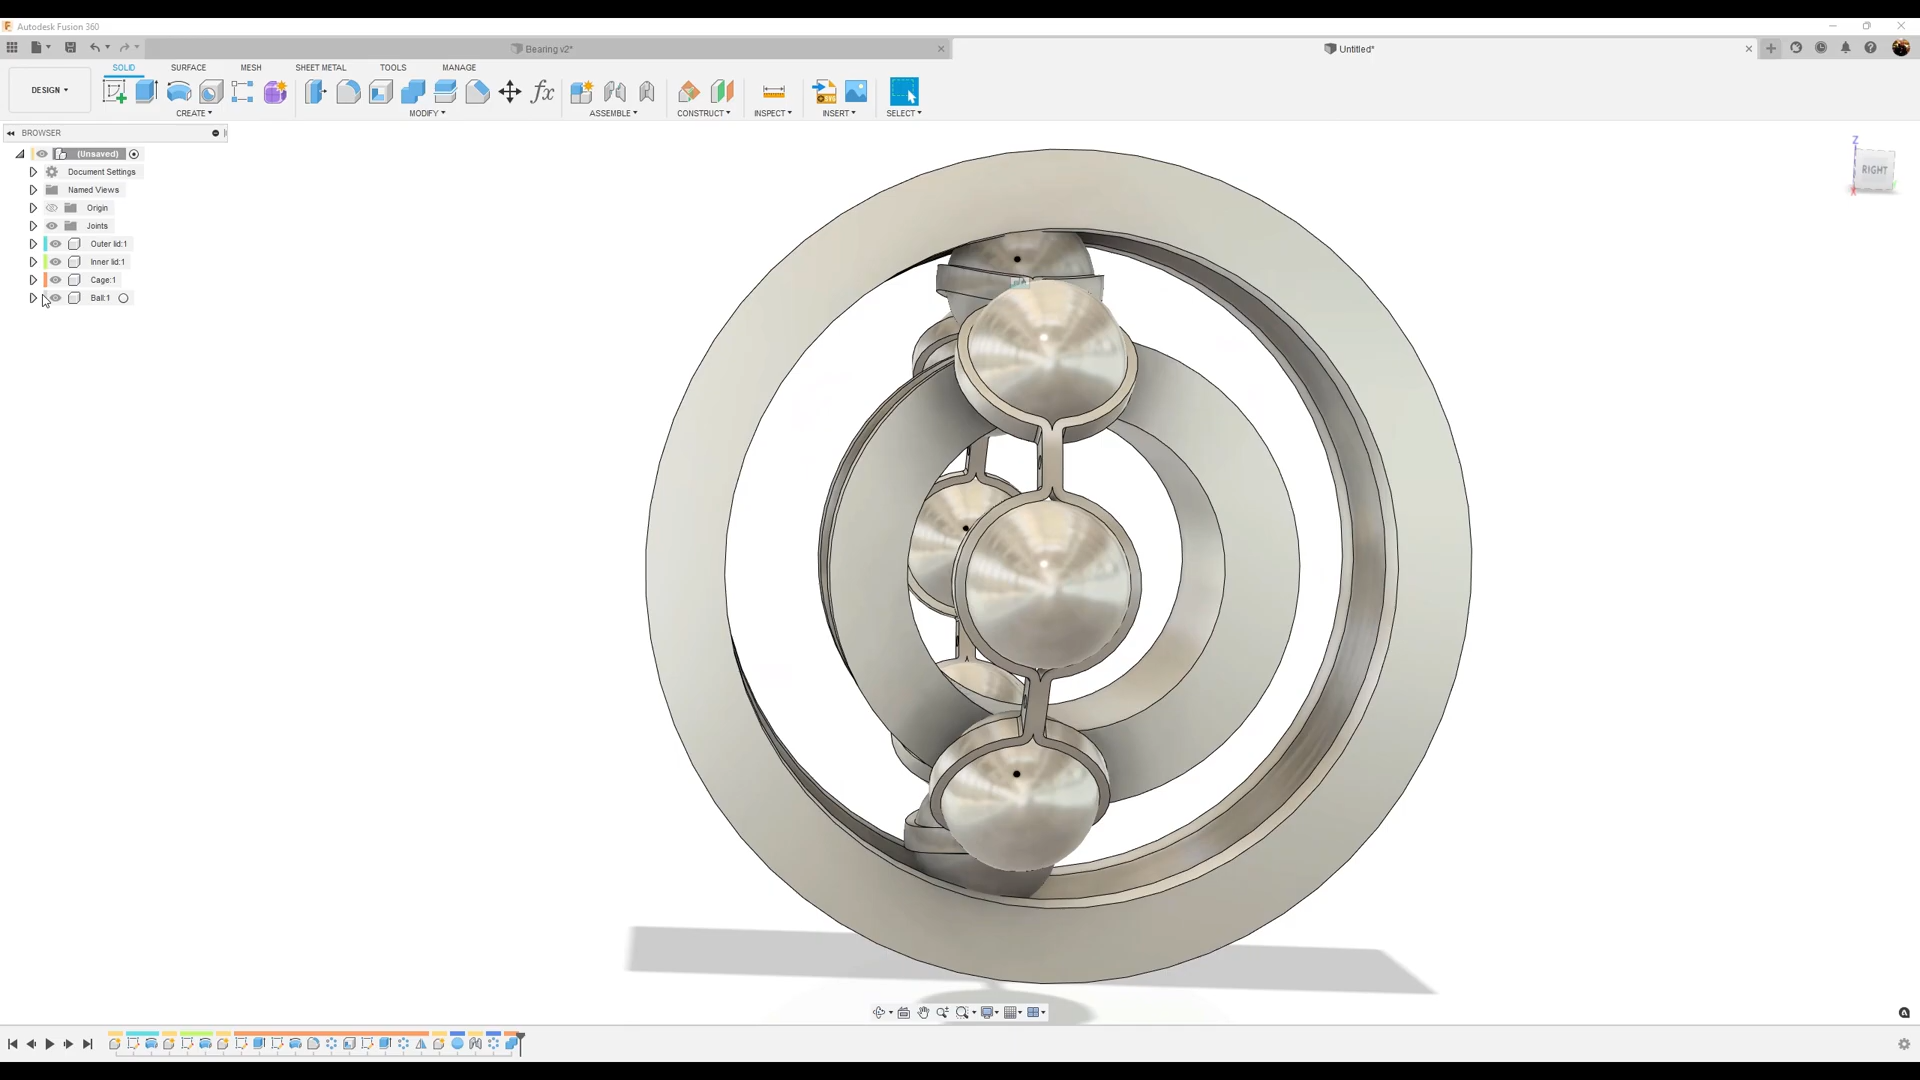 Autodesk Fusion 360
Bearing v2*
Untitled*
SOLID SURFACE MESH SHEET METAL TOOLS MANAGE
DESIGN
fx
CREATE MODIFY ASSEMBLE CONSTRUCT INSPECT INSERT SELECT
BROWSER
(Unsaved)
Document Settings
Named Views
Origin
Joints
Outer lid:1
Inner lid:1
Cage:1
Ball:1
Z
RIGHT